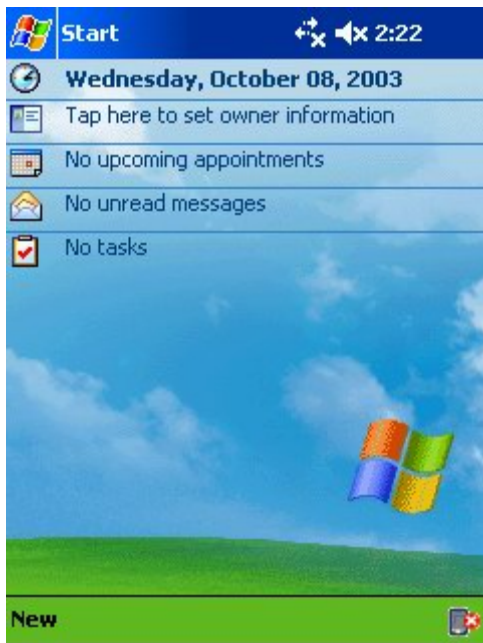 Start 2:22
Wednesday, October 08, 2003
Tap here to set owner information
No upcoming appointments
No unread messages
No tasks
New